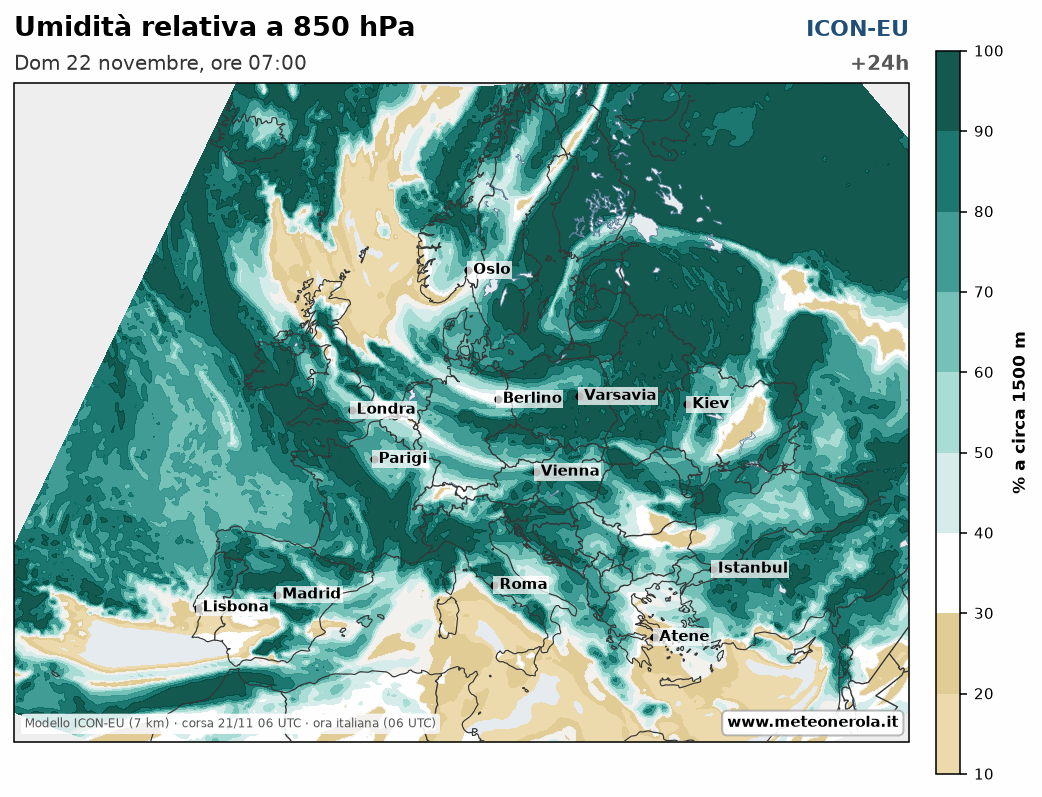 Umidità relativa a 850 hPa
ICON-EU
Dom 22 novembre, ore 07:00
+24h
100
90
80
70
60
50
40
30
20
10
% a circa 1500 m
Oslo
Londra
Berlino
Varsavia
Kiev
Parigi
Vienna
Istanbul
Roma
Madrid
Lisbona
Atene
Modello ICON-EU (7 km) · corsa 21/11 06 UTC · ora italiana (06 UTC)
www.meteonerola.it